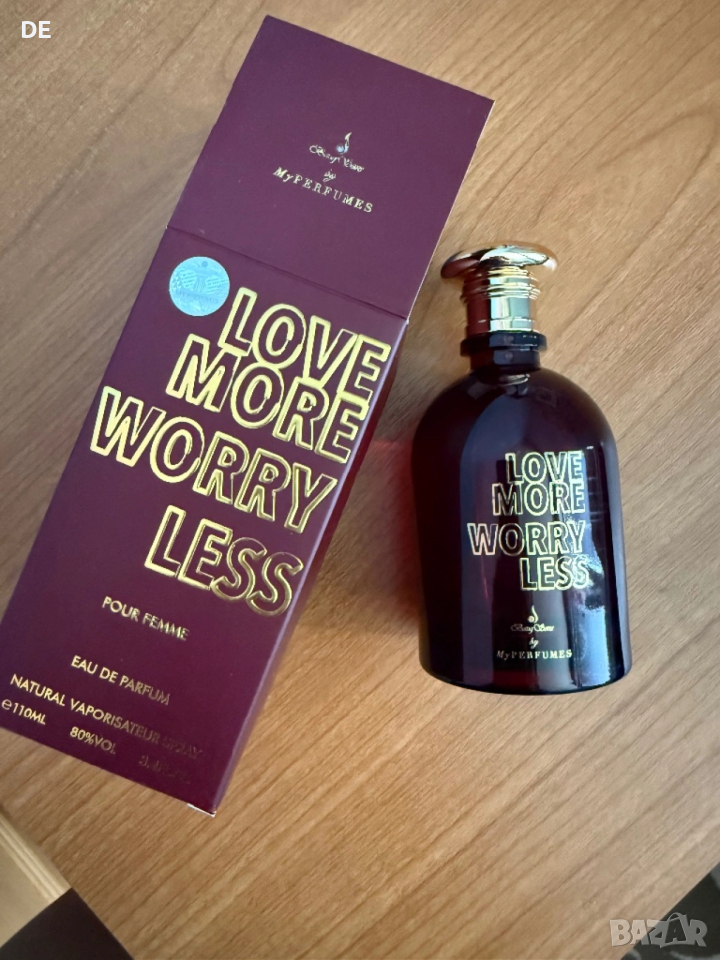 DE
by
MyPERFUMES
LOVE
MORE
WORRY
LESS
POUR FEMME
EAU DE PARFUM
NATURAL VAPORISATEUR SPRAY
e110ML 80%VOL
LOVE
MORE
WORRY
LESS
by
MyPERFUMES
BAZAR